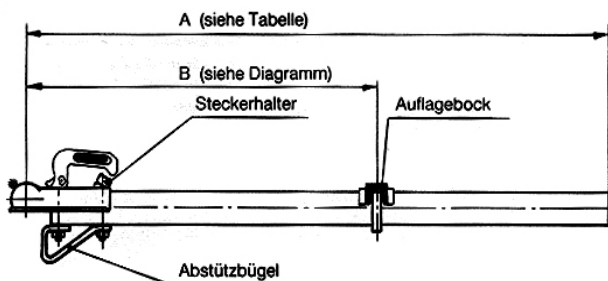 A (siehe Tabelle)
B (siehe Diagramm)
Steckerhalter
Auflagebock
Abstützbügel